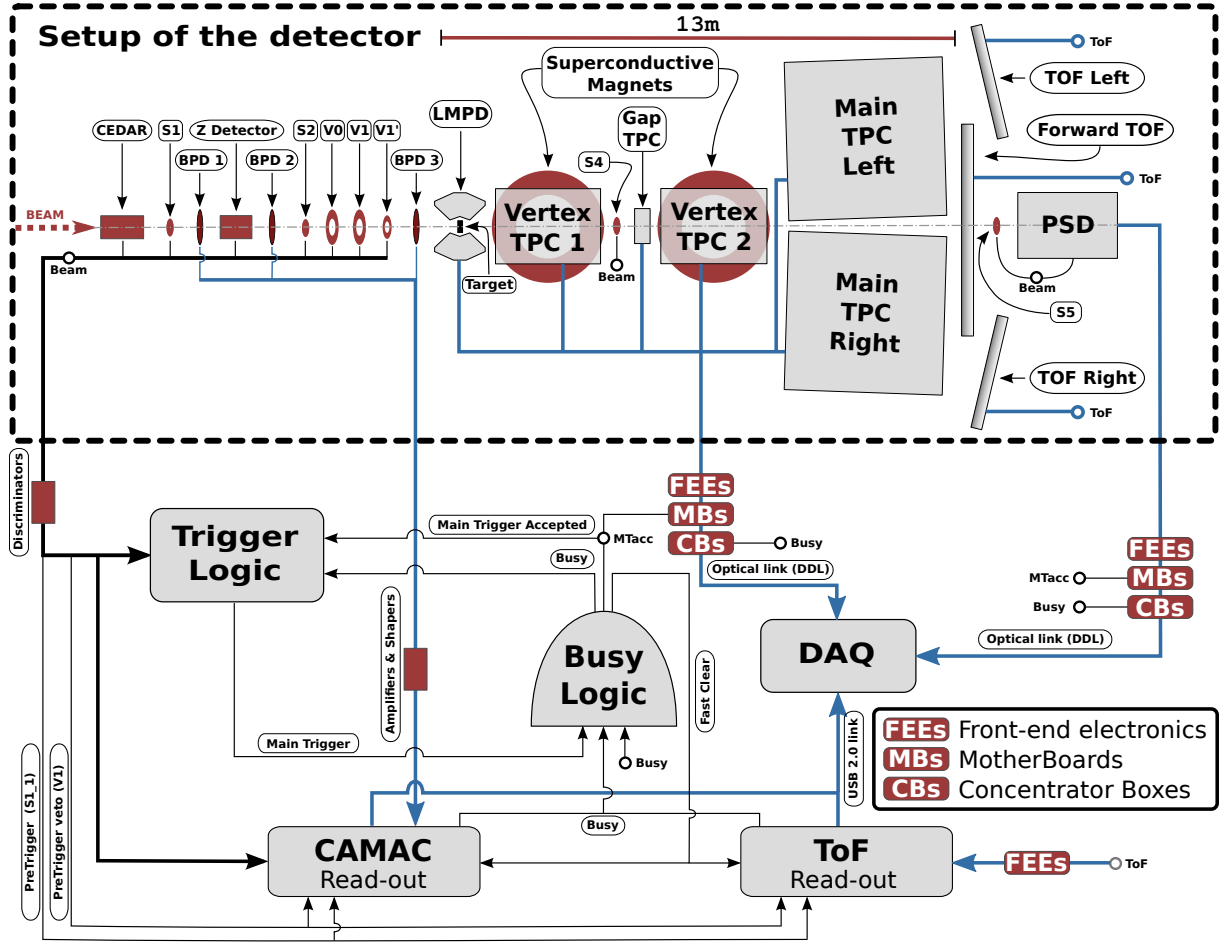 Setup of the detector
13m
Superconductive
Magnets
ToF
TOF Left
Main
TPC
Left
LMPD
Gap
TPC
Forward TOF
CEDAR
S1
Z Detector
S2
V0
V1
V1'
BPD 1
BPD 2
BPD 3
S4
ToF
BEAM
Vertex
TPC 1
Vertex
TPC 2
PSD
Beam
Target
Beam
Beam
Main
TPC
Right
S5
TOF Right
ToF
Discriminators
FEEs
MBs
CBs
Main Trigger Accepted
MTacc
Busy
Busy
Optical link (DDL)
Trigger
Logic
FEEs
MBs
CBs
MTacc
Busy
Optical link (DDL)
Amplifiers & Shapers
Busy
Logic
Fast Clear
DAQ
Main Trigger
Busy
USB 2.0 link
FEEs Front-end electronics
MBs MotherBoards
CBs Concentrator Boxes
PreTrigger (S1_1)
PreTrigger veto (V1)
Busy
CAMAC
Read-out
ToF
Read-out
FEEs
ToF